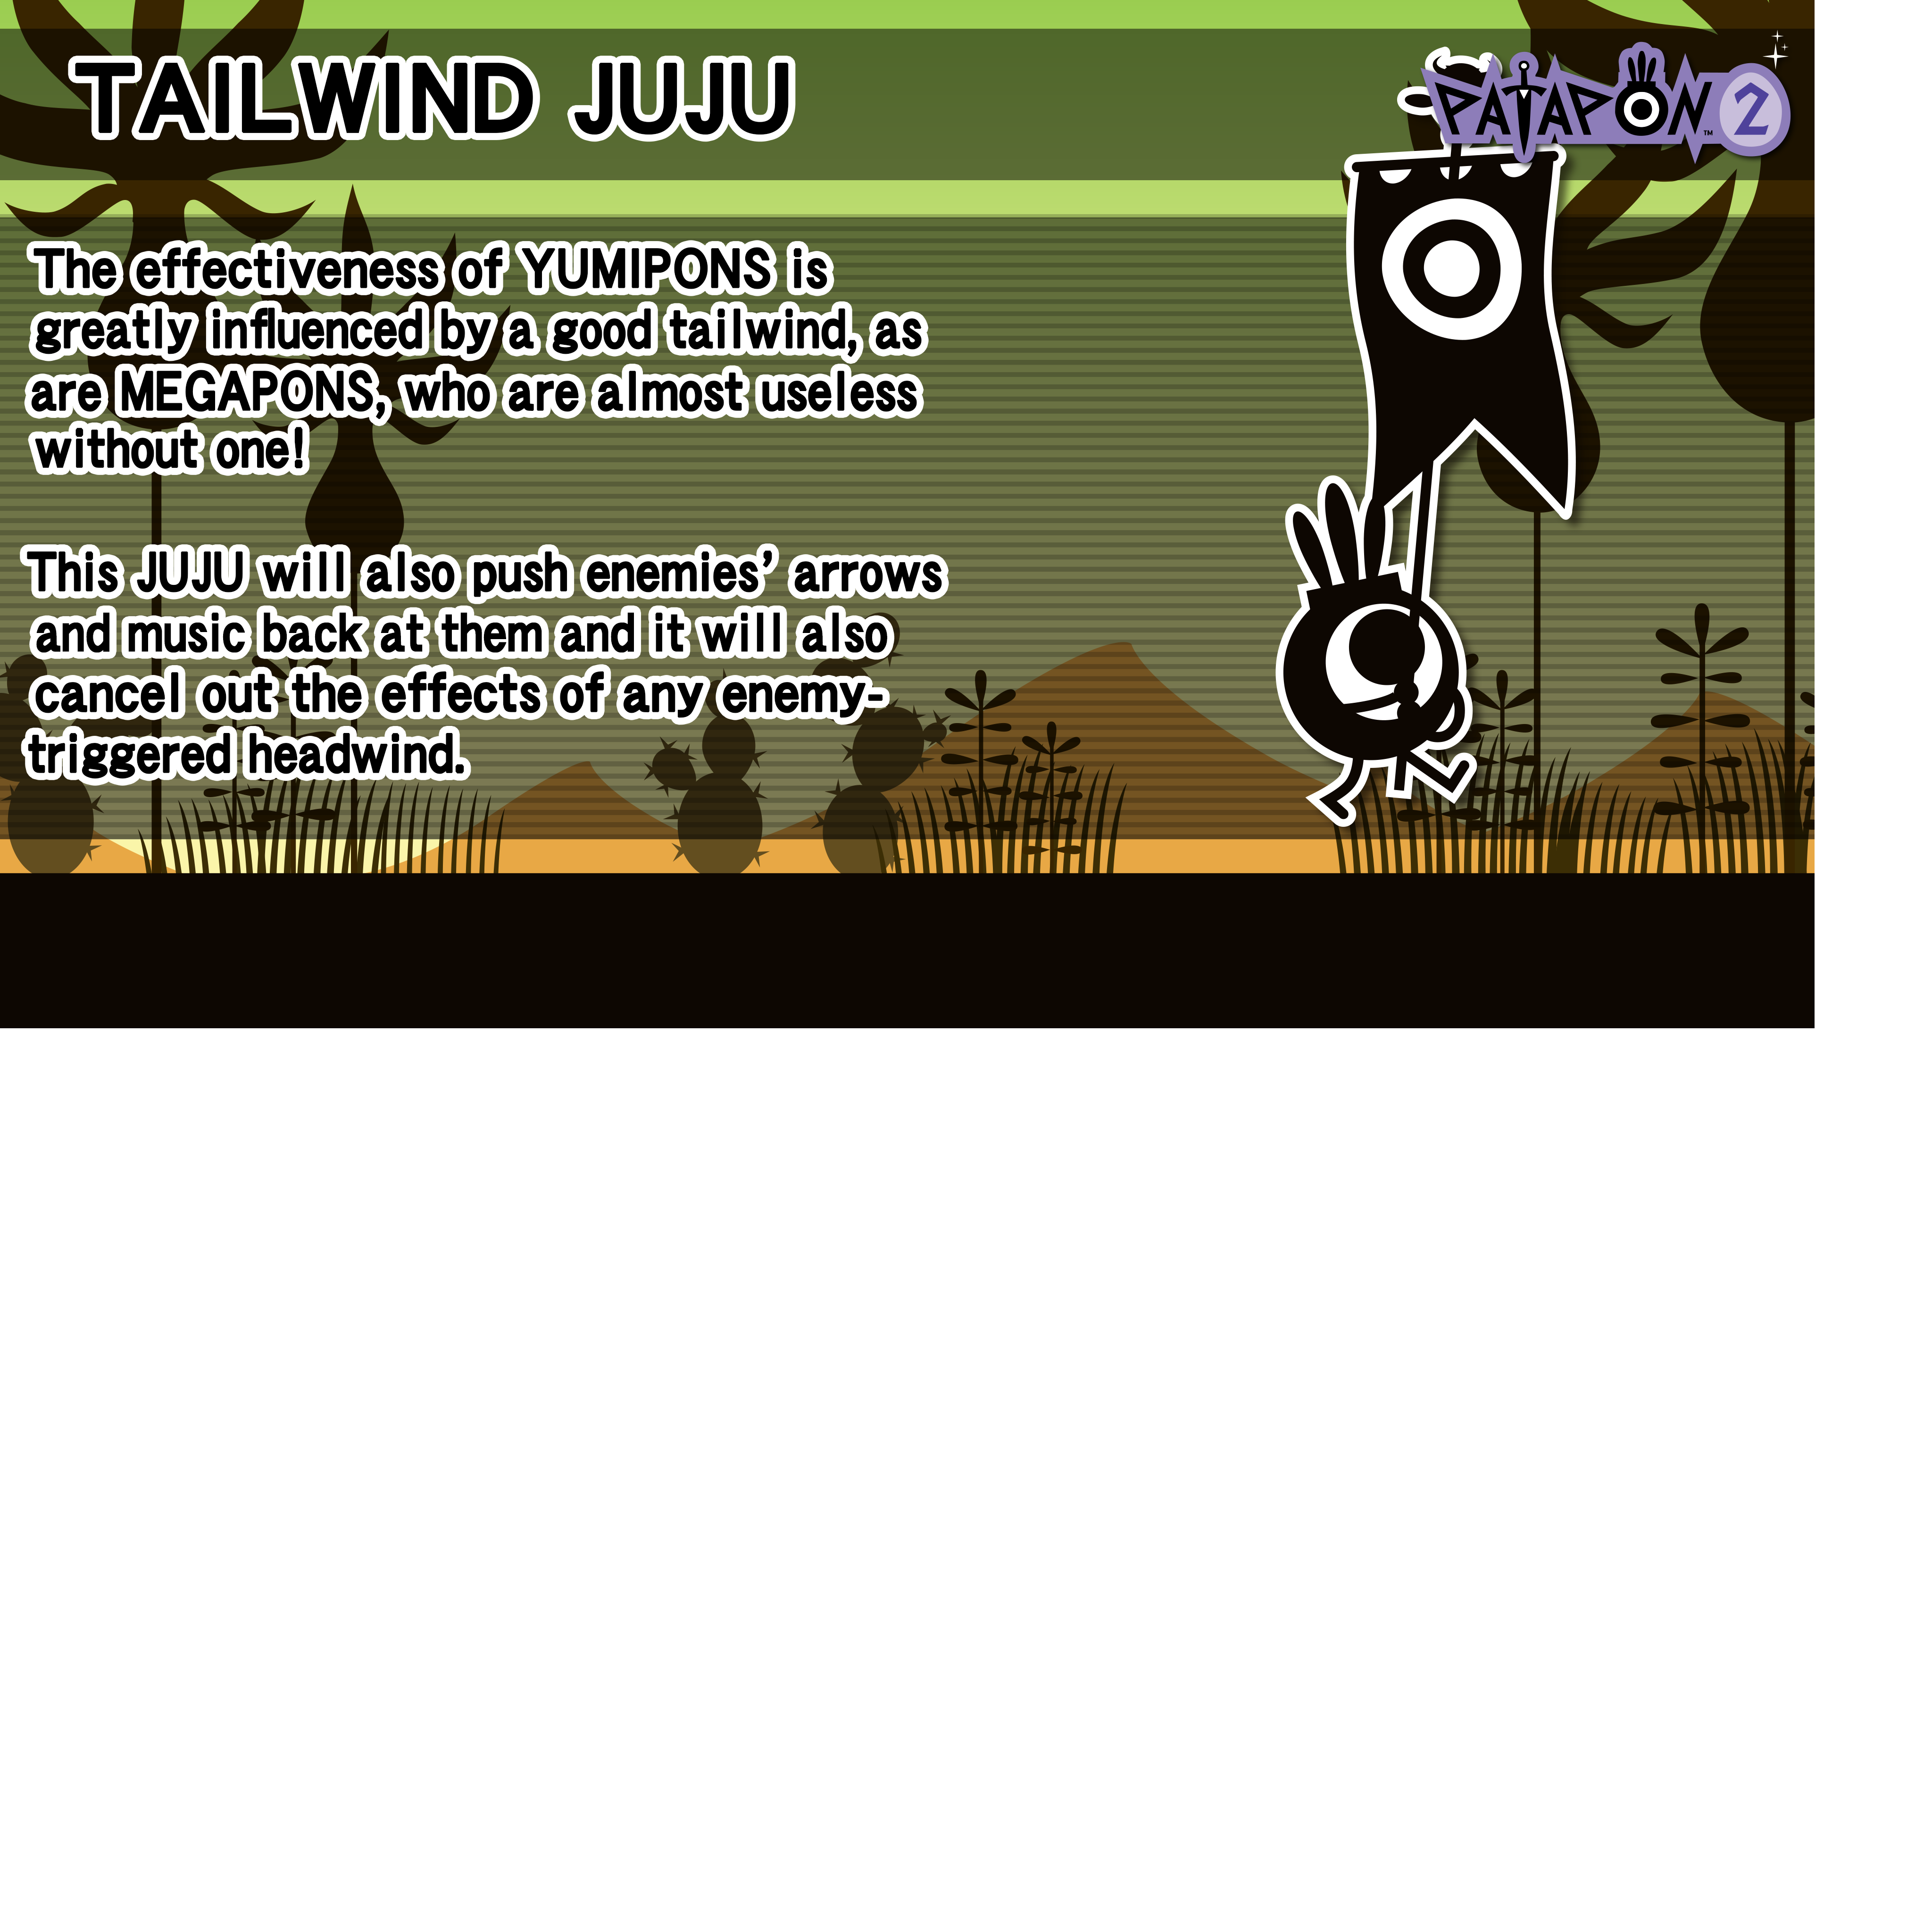 TAILWIND JUJU
PATAPON™ 2
The effectiveness of YUMIPONS is
greatly influenced by a good tailwind, as
are MEGAPONS, who are almost useless
without one!
This JUJU will also push enemies’ arrows
and music back at them and it will also
cancel out the effects of any enemy-
triggered headwind.